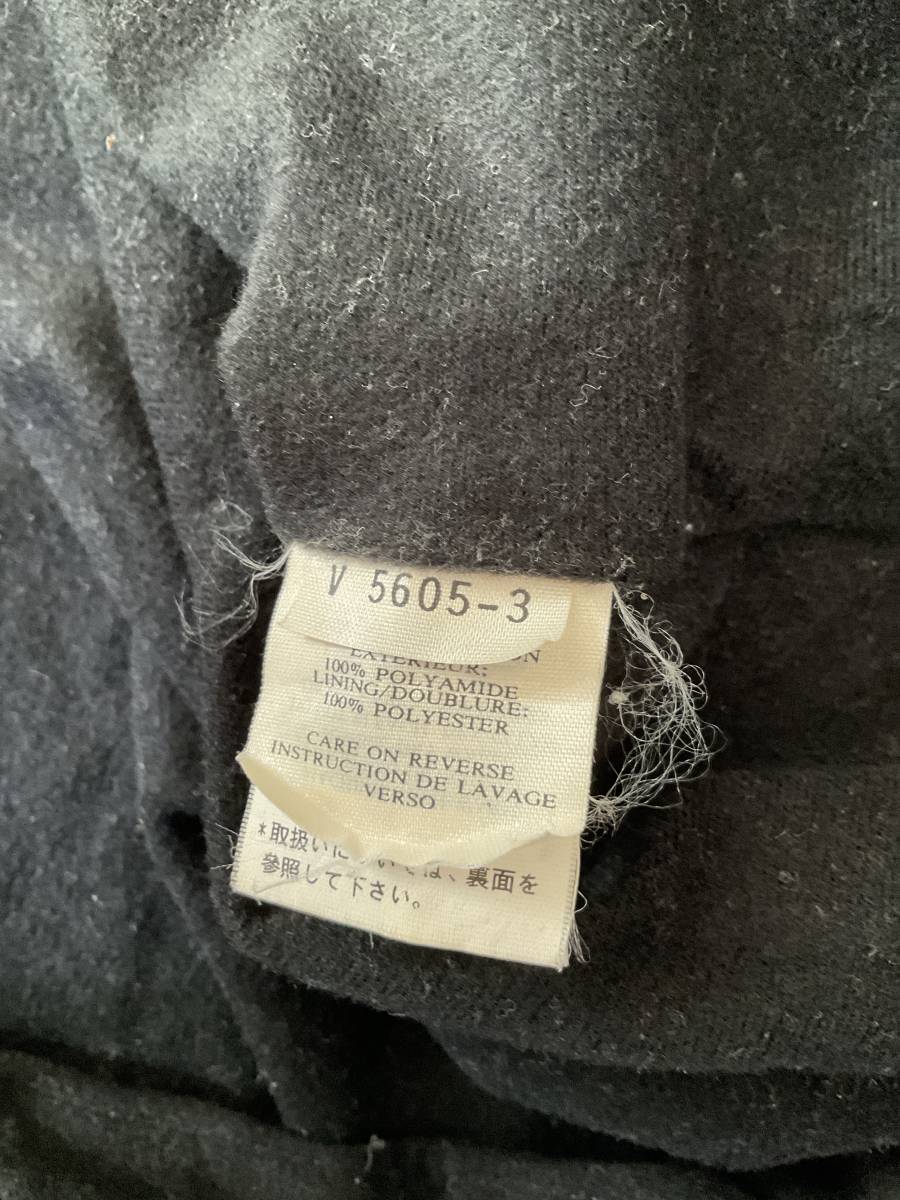 V 5605-3
EXTERIEUR:
100% POLYAMIDE
LINING/DOUBLURE:
100% POLYESTER
CARE ON REVERSE
INSTRUCTION DE LAVAGE
VERSO
*取扱い は、裏面を
参照して下さい。